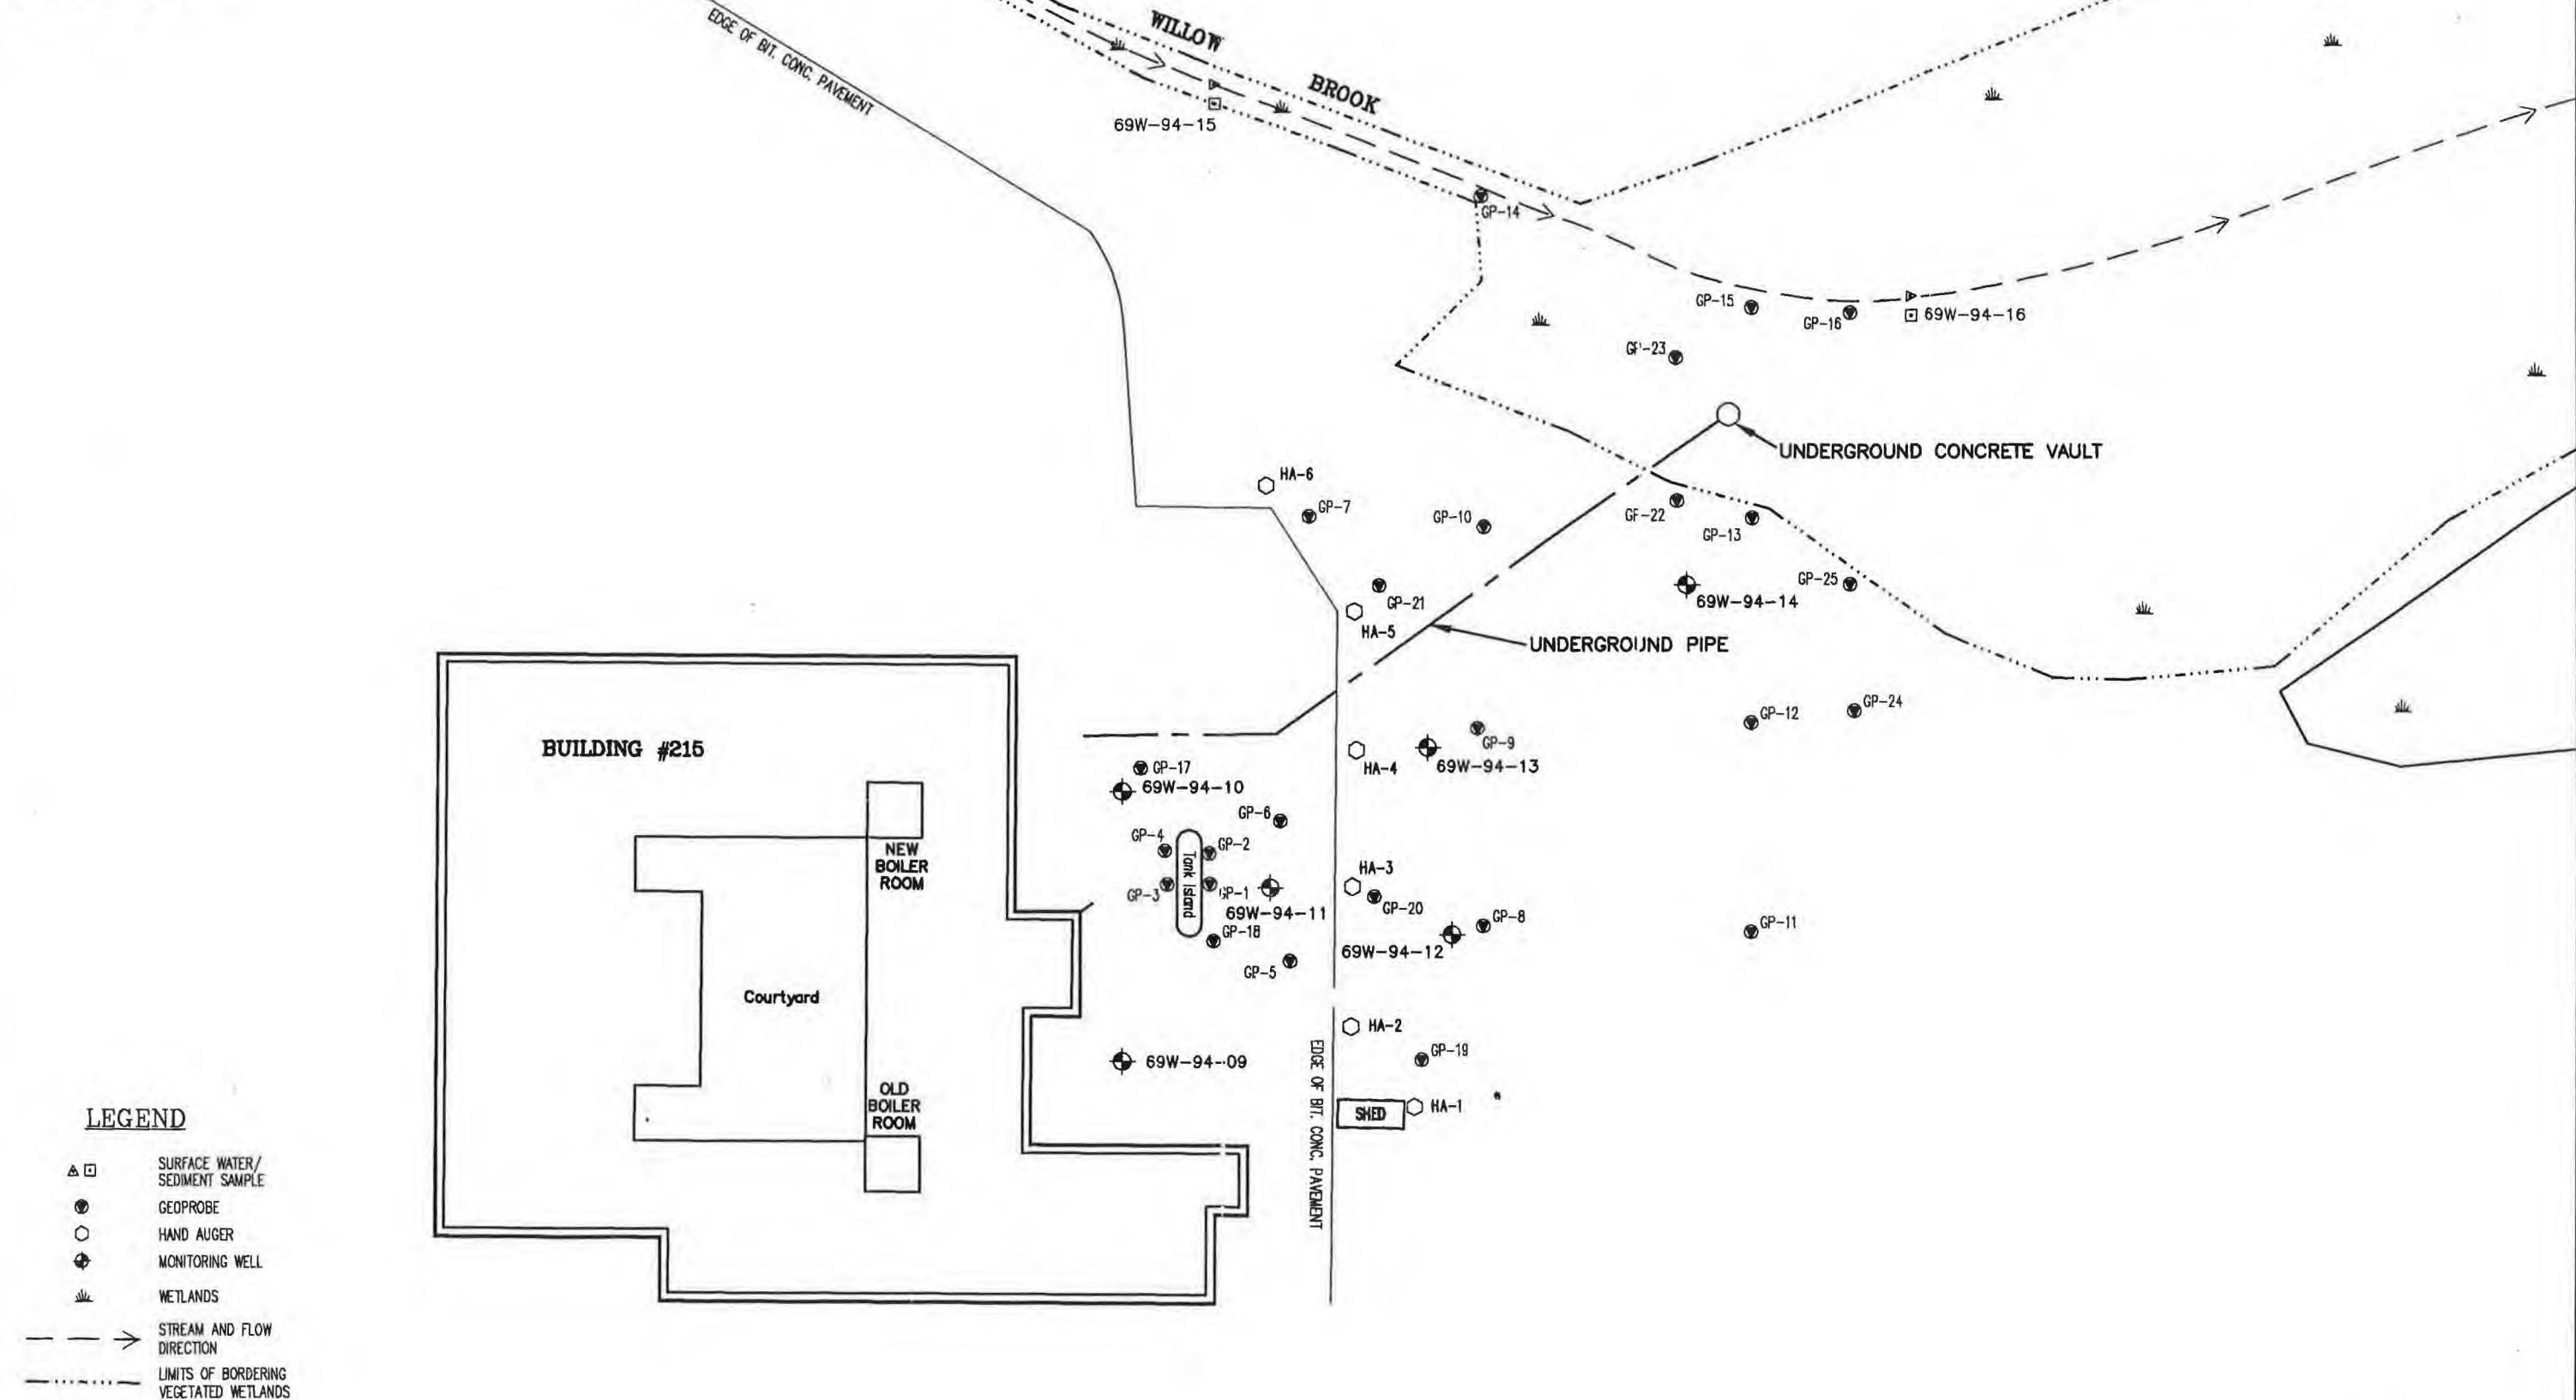 EDGE OF BIT. CONC. PAVEMENT
WILLOW BROOK
69W-94-15
GP-14
GP-15
GP-16
69W-94-16
GP-23
UNDERGROUND CONCRETE VAULT
HA-6
GP-7
GP-10
GF-22
GP-13
GP-21
HA-5
69W-94-14
GP-25
UNDERGROUND PIPE
BUILDING #215
GP-17
69W-94-10
HA-4
GP-9
69W-94-13
GP-12
GP-24
GP-6
GP-4
GP-2
Tank Island
GP-3
GP-1
69W-94-11
NEW
BOILER
ROOM
HA-3
GP-20
GP-8
69W-94-12
GP-11
GP-18
GP-5
Courtyard
HA-2
GP-19
69W-94-09
EDGE OF BIT. CONC. PAVEMENT
OLD
BOILER
ROOM
SHED
HA-1
LEGEND
SURFACE WATER/
SEDIMENT SAMPLE
GEOPROBE
HAND AUGER
MONITORING WELL
WETLANDS
STREAM AND FLOW
DIRECTION
LIMITS OF BORDERING
VEGETATED WETLANDS